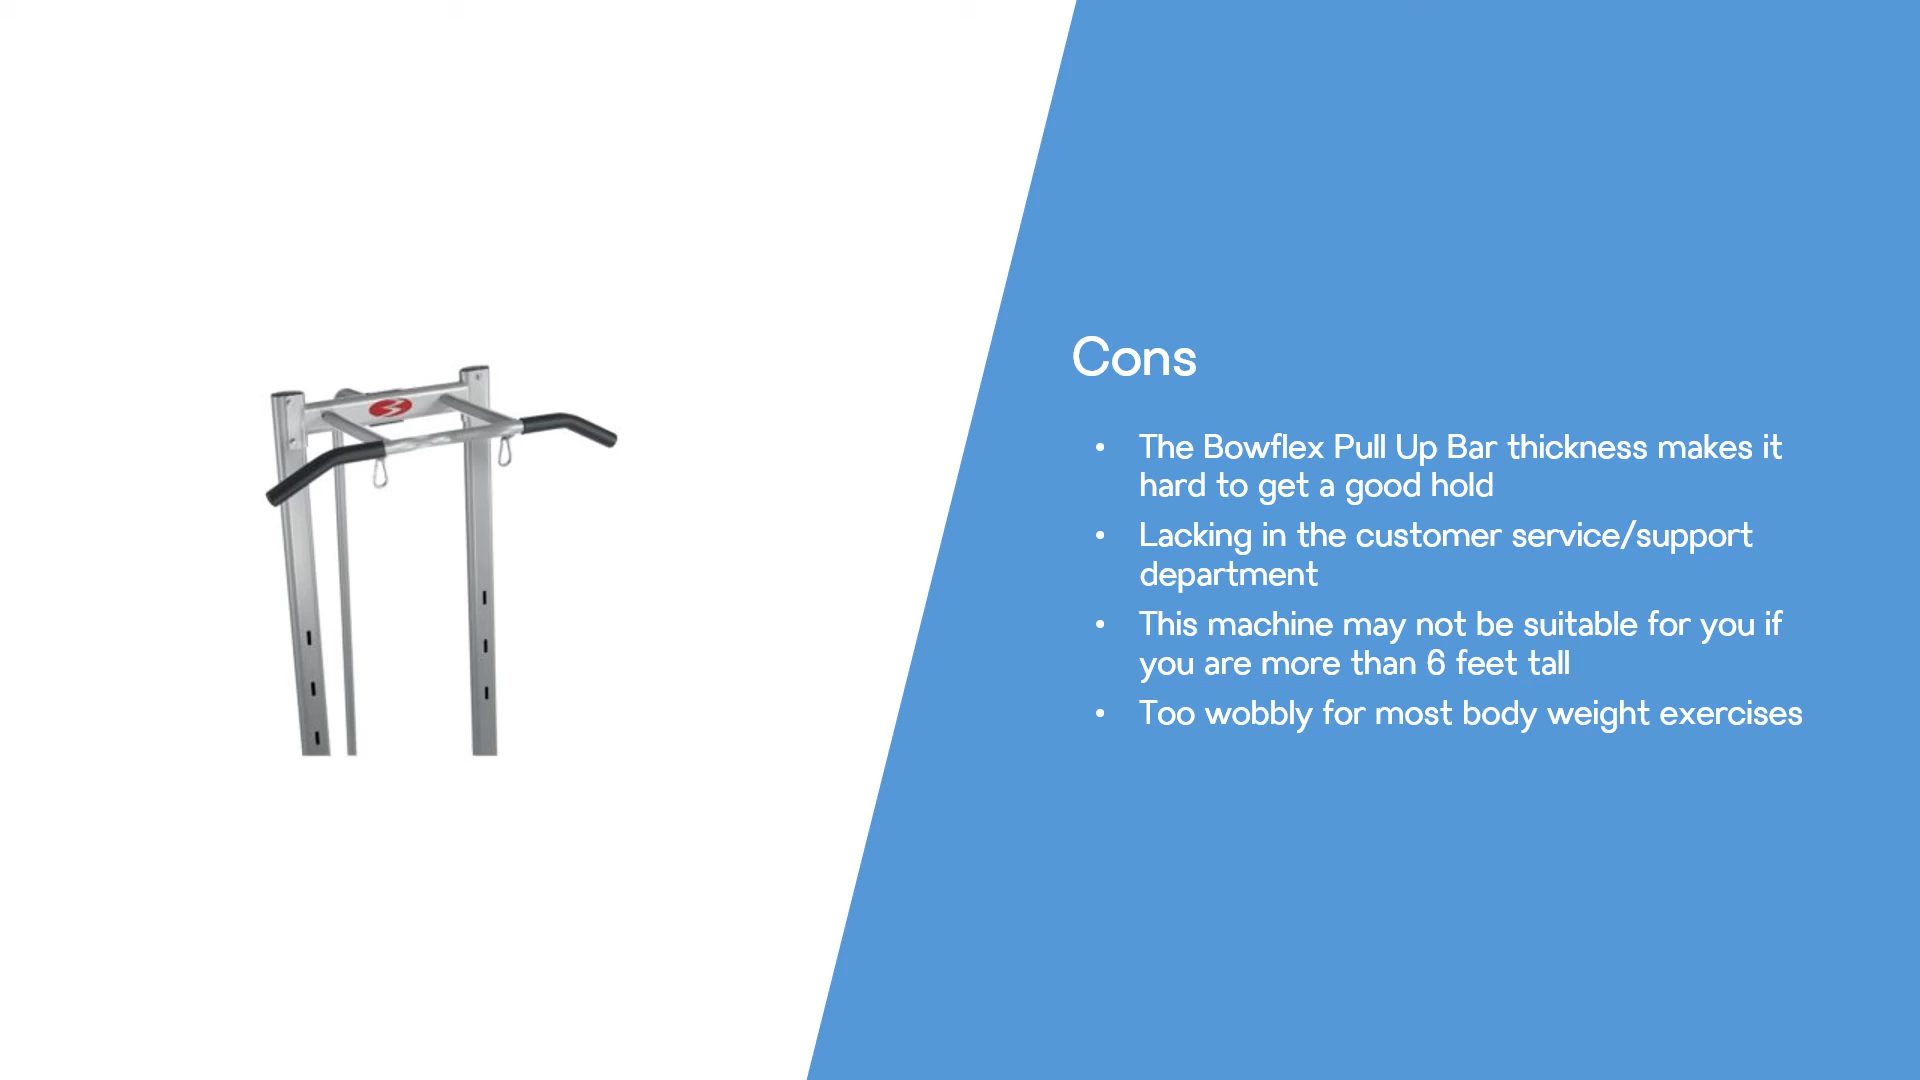 Cons
• The Bowflex Pull Up Bar thickness makes it
hard to get a good hold
• Lacking in the customer service/support
department
• This machine may not be suitable for you if
you are more than 6 feet tall
• Too wobbly for most body weight exercises